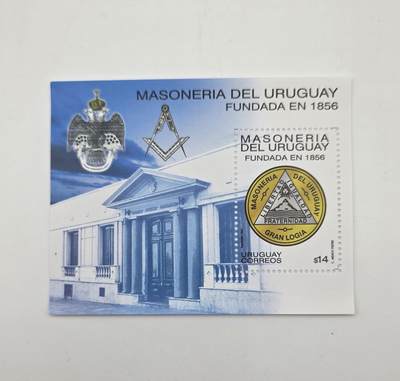 MASONERIA DEL URUGUAY
FUNDADA EN 1856
MASONERIA
DEL URUGUAY
FUNDADA EN 1856
MASONERIA DEL URUGUAY
LIBERTAD IGUALDAD
FRATERNIDAD
GRAN LOGIA
URUGUAY
CORREOS
$14